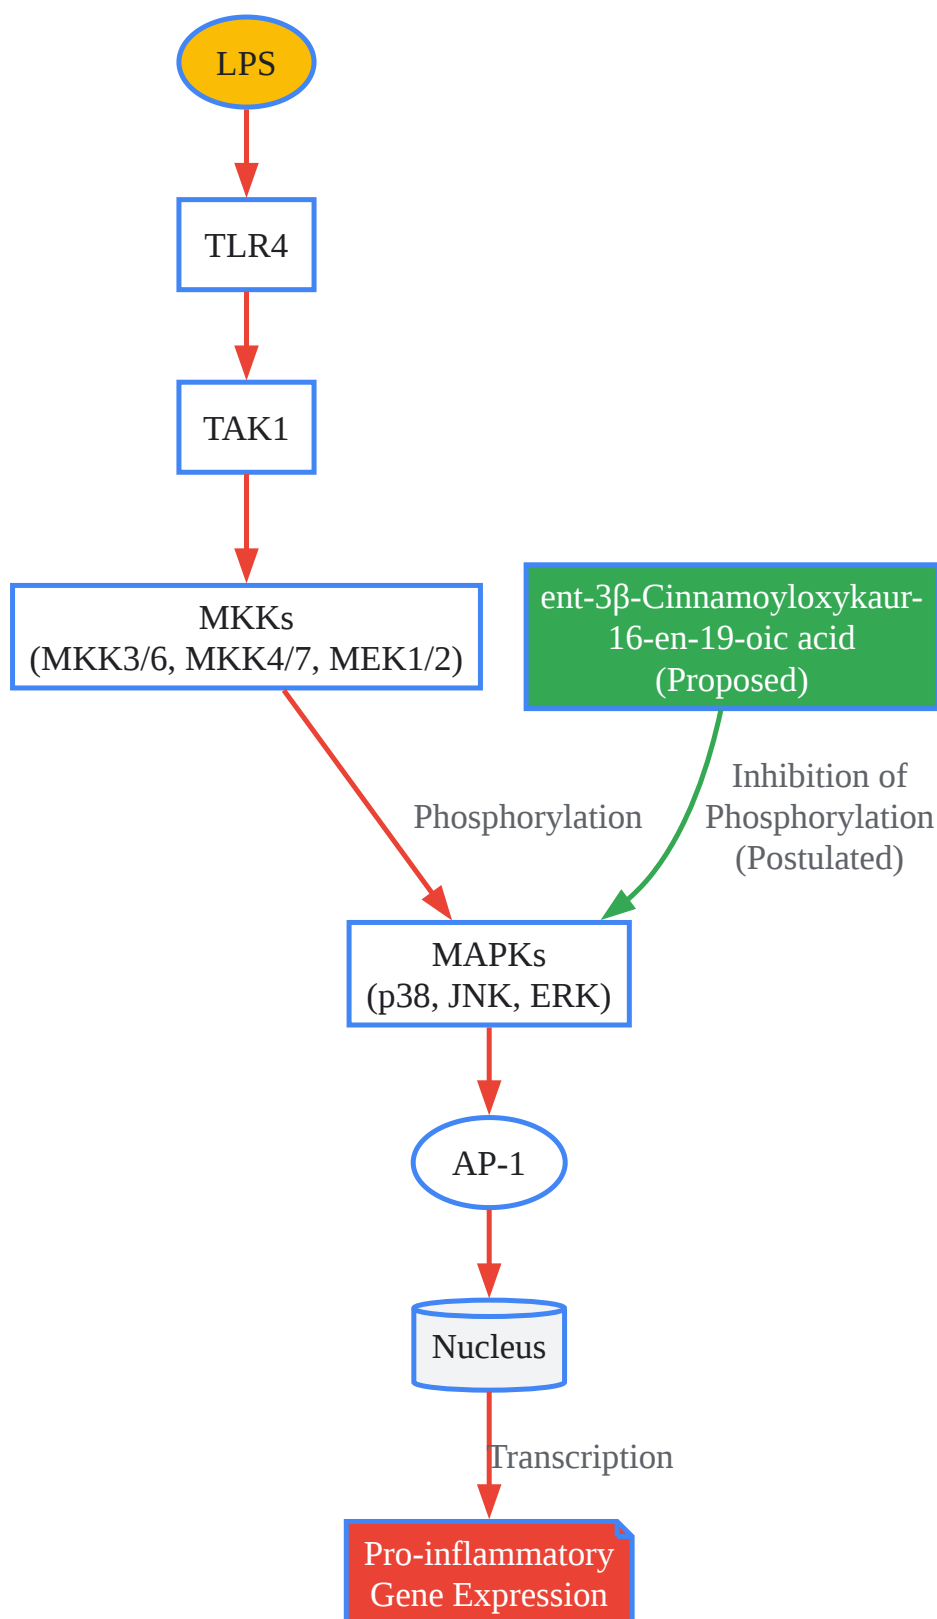 LPS
TLR4
TAK1
MKKs
(MKK3/6, MKK4/7, MEK1/2)
ent-3β-Cinnamoyloxykaur-
16-en-19-oic acid
(Proposed)
Phosphorylation
Inhibition of
Phosphorylation
(Postulated)
MAPKs
(p38, JNK, ERK)
AP-1
Nucleus
Transcription
Pro-inflammatory
Gene Expression